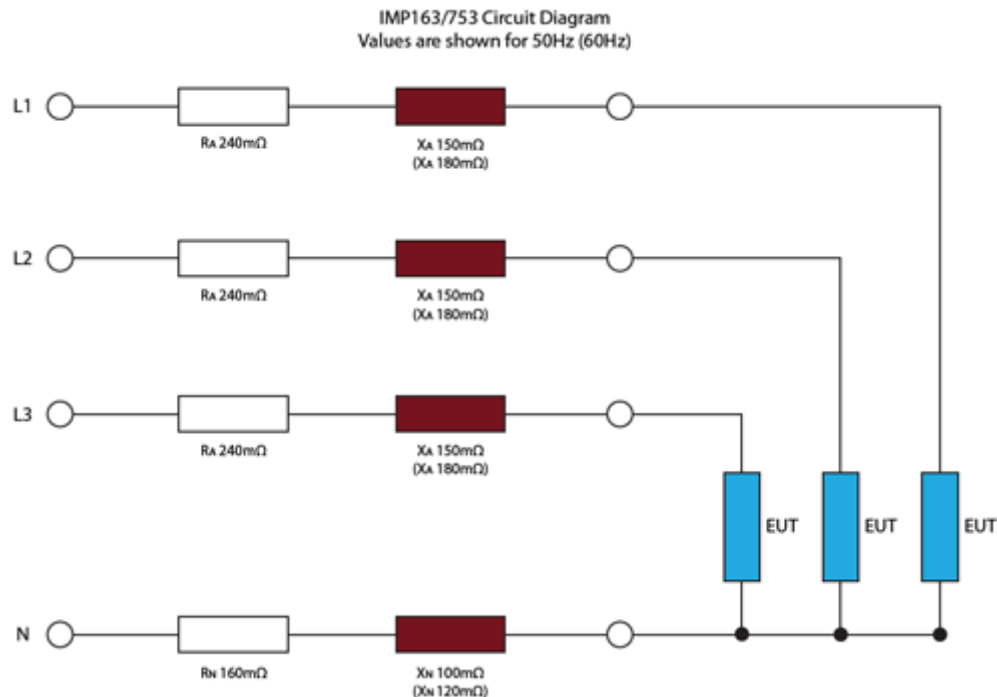 IMP163/753 Circuit Diagram
Values are shown for 50Hz (60Hz)
L1
RA 240mΩ
XA 150mΩ
(XA 180mΩ)
L2
RA 240mΩ
XA 150mΩ
(XA 180mΩ)
L3
RA 240mΩ
XA 150mΩ
(XA 180mΩ)
EUT
EUT
EUT
N
RN 160mΩ
XN 100mΩ
(XN 120mΩ)